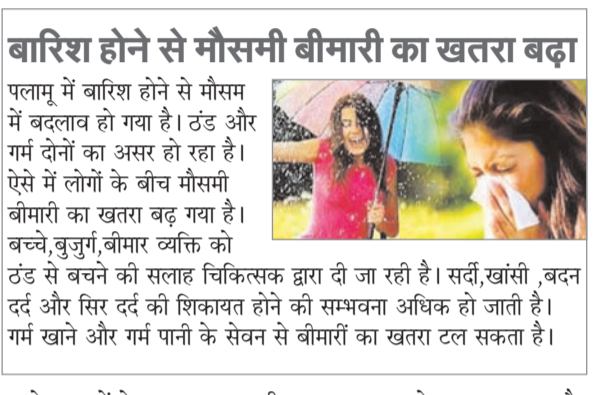 बारिश होने से मौसमी बीमारी का खतरा बढ़ा
पलामू में बारिश होने से मौसम
में बदलाव हो गया है। ठंड और
गर्म दोनों का असर हो रहा है।
ऐसे में लोगों के बीच मौसमी
बीमारी का खतरा बढ़ गया है।
बच्चे,बुजुर्ग,बीमार व्यक्ति को
ठंड से बचने की सलाह चिकित्सक द्वारा दी जा रही है। सर्दी,खांसी ,बदन
दर्द और सिर दर्द की शिकायत होने की सम्भवना अधिक हो जाती है।
गर्म खाने और गर्म पानी के सेवन से बीमारीं का खतरा टल सकता है।